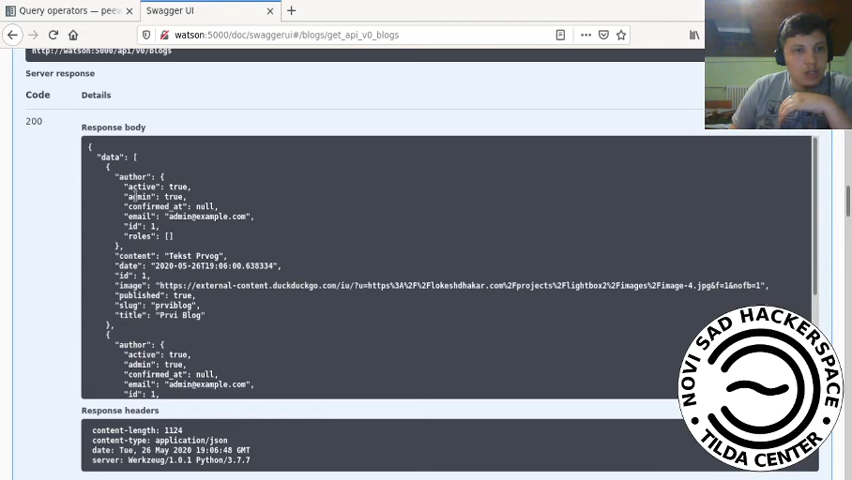 Query operators — peew
Swagger UI
watson:5000/doc/swaggerui#/blogs/get_api_v0_blogs
http://watson:5000/api/v0/blogs
Server response
Code
Details
200
Response body
{
"data": [
{
"author": {
"active": true,
"admin": true,
"confirmed_at": null,
"email": "admin@example.com",
"id": 1,
"roles": []
},
"content": "Tekst Prvog",
"date": "2020-05-26T19:06:00.638334",
"id": 1,
"image": "https://external-content.duckduckgo.com/iu/?u=https%3A%2F%2Flokeshdhakar.com%2Fprojects%2Flightbox2%2Fimages%2Fimage-4.jpg&f=1&nofb=1",
"published": true,
"slug": "prviblog",
"title": "Prvi Blog"
},
{
"author": {
"active": true,
"admin": true,
"confirmed_at": null,
"email": "admin@example.com",
"id": 1,
Response headers
content-length: 1124
content-type: application/json
date: Tue, 26 May 2020 19:06:48 GMT
server: Werkzeug/1.0.1 Python/3.7.7
NOVI SAD HACKERSPACE
TILDA CENTER